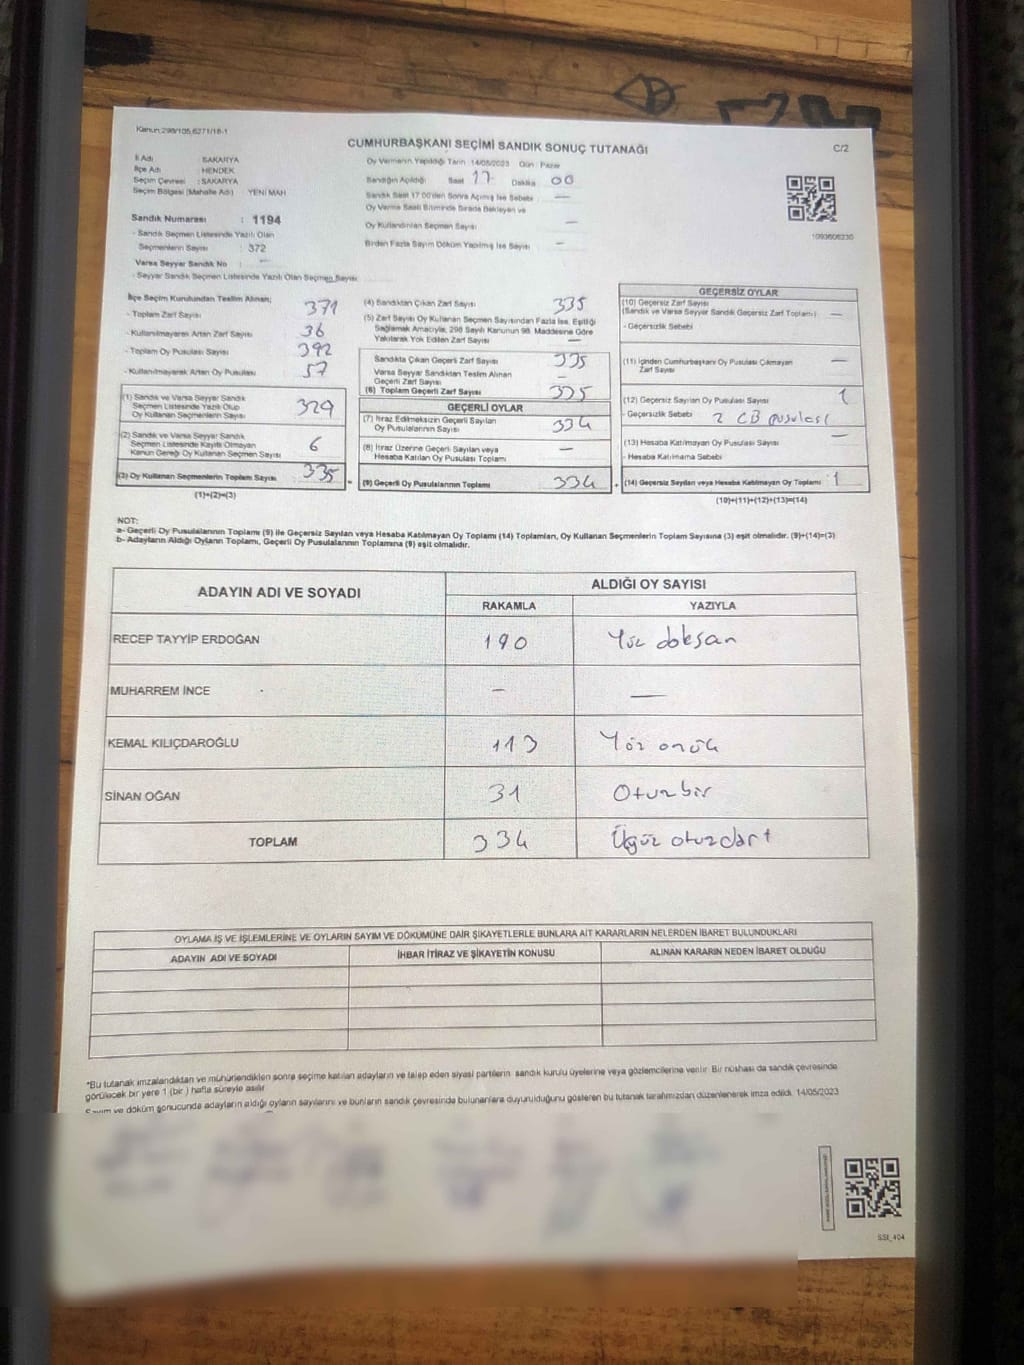 Kanun:298/105,6271/18-1
CUMHURBAŞKANI SEÇİMİ SANDIK SONUÇ TUTANAĞI
C/2
İl Adı : SAKARYA
İlçe Adı : HENDEK
Seçim Çevresi : SAKARYA
Seçim Bölgesi (Mahalle Adı) YENİ MAH
Sandık Numarası : 1194
- Sandık Seçmen Listesinde Yazılı Olan
Seçmenlerin Sayısı : 372
Varsa Seyyar Sandık No : —
- Seyyar Sandık Seçmen Listesinde Yazılı Olan Seçmen Sayısı:
Oy Vermenin Yapıldığı Tarih 14/05/2023 Gün : Pazar
Sandığın Açıldığı Saat 17 Dakika 00
Sandık Saat 17:00'den Sonra Açılmış İse Sebebi —
Oy Verme Saati Bitiminde Sırada Bekleyen ve
Oy Kullandırılan Seçmen Sayısı —
Birden Fazla Sayım Döküm Yapılmış İse Sayısı —
1093606230
İlçe Seçim Kurulundan Teslim Alınan;
- Toplam Zarf Sayısı 371
- Kullanılmayarak Artan Zarf Sayısı 36
- Toplam Oy Pusulası Sayısı 392
- Kullanılmayarak Artan Oy Pusulası 57
(1) Sandık ve Varsa Seyyar Sandık
Seçmen Listesinde Yazılı Olup
Oy Kullanan Seçmenlerin Sayısı 329
(2) Sandık ve Varsa Seyyar Sandık
Seçmen Listesinde Kayıtlı Olmayan
Kanun Gereği Oy Kullanan Seçmen Sayısı 6
(3) Oy Kullanan Seçmenlerin Toplam Sayısı 335
(1)+(2)=(3)
(4) Sandıktan Çıkan Zarf Sayısı 335
(5) Zarf Sayısı Oy Kullanan Seçmen Sayısından Fazla İse, Eşitliği
Sağlamak Amacıyla, 298 Sayılı Kanunun 98. Maddesine Göre
Yakılarak Yok Edilen Zarf Sayısı —
Sandıkta Çıkan Geçerli Zarf Sayısı 335
Varsa Seyyar Sandıktan Teslim Alınan
Geçerli Zarf Sayısı —
(6) Toplam Geçerli Zarf Sayısı 335
GEÇERLİ OYLAR
(7) İtiraz Edilmeksizin Geçerli Sayılan
Oy Pusulalarının Sayısı 334
(8) İtiraz Üzerine Geçerli Sayılan veya
Hesaba Katılan Oy Pusulası Toplamı —
= (9) Geçerli Oy Pusulalarının Toplamı 334 +
GEÇERSİZ OYLAR
(10) Geçersiz Zarf Sayısı
(Sandık ve Varsa Seyyar Sandık Geçersiz Zarf Toplamı) —
- Geçersizlik Sebebi
(11) İçinden Cumhurbaşkanı Oy Pusulası Çıkmayan
Zarf Sayısı —
(12) Geçersiz Sayılan Oy Pusulası Sayısı 1
- Geçersizlik Sebebi 2 CB pusulası
(13) Hesaba Katılmayan Oy Pusulası Sayısı —
- Hesaba Katılmama Sebebi
(14) Geçersiz Sayılan veya Hesaba Katılmayan Oy Toplamı : 1
(10)+(11)+(12)+(13)=(14)
NOT:
a- Geçerli Oy Pusulalarının Toplamı (9) ile Geçersiz Sayılan veya Hesaba Katılmayan Oy Toplamı (14) Toplamları, Oy Kullanan Seçmenlerin Toplam Sayısına (3) eşit olmalıdır. (9)+(14)=(3)
b- Adayların Aldığı Oyların Toplamı, Geçerli Oy Pusulalarının Toplamına (9) eşit olmalıdır.
ADAYIN ADI VE SOYADI
ALDIĞI OY SAYISI
RAKAMLA YAZIYLA
RECEP TAYYİP ERDOĞAN 190 Yüz doksan
MUHARREM İNCE — —
KEMAL KILIÇDAROĞLU 113 Yüz onüç
SİNAN OĞAN 31 Otuzbir
TOPLAM 334 Üçyüz otuzdört
OYLAMA İŞ VE İŞLEMLERİNE VE OYLARIN SAYIM VE DÖKÜMÜNE DAİR ŞİKAYETLERLE BUNLARA AİT KARARLARIN NELERDEN İBARET BULUNDUKLARI
ADAYIN ADI VE SOYADI İHBAR İTİRAZ VE ŞİKAYETİN KONUSU ALINAN KARARIN NEDEN İBARET OLDUĞU
*Bu tutanak imzalandıktan ve mühürlendikten sonra seçime katılan adayların ve talep eden siyasi partilerin sandık kurulu üyelerine veya gözlemcilerine verilir. Bir nüshası da sandık çevresinde
görülecek bir yere 1 (bir) hafta süreyle asılır.
Sayım ve döküm sonucunda adayların aldığı oyların sayılarını ve bunların sandık çevresinde bulunanlara duyurulduğunu gösteren bu tutanak tarafımızdan düzenlenerek imza edildi. 14/05/2023
SSI_404